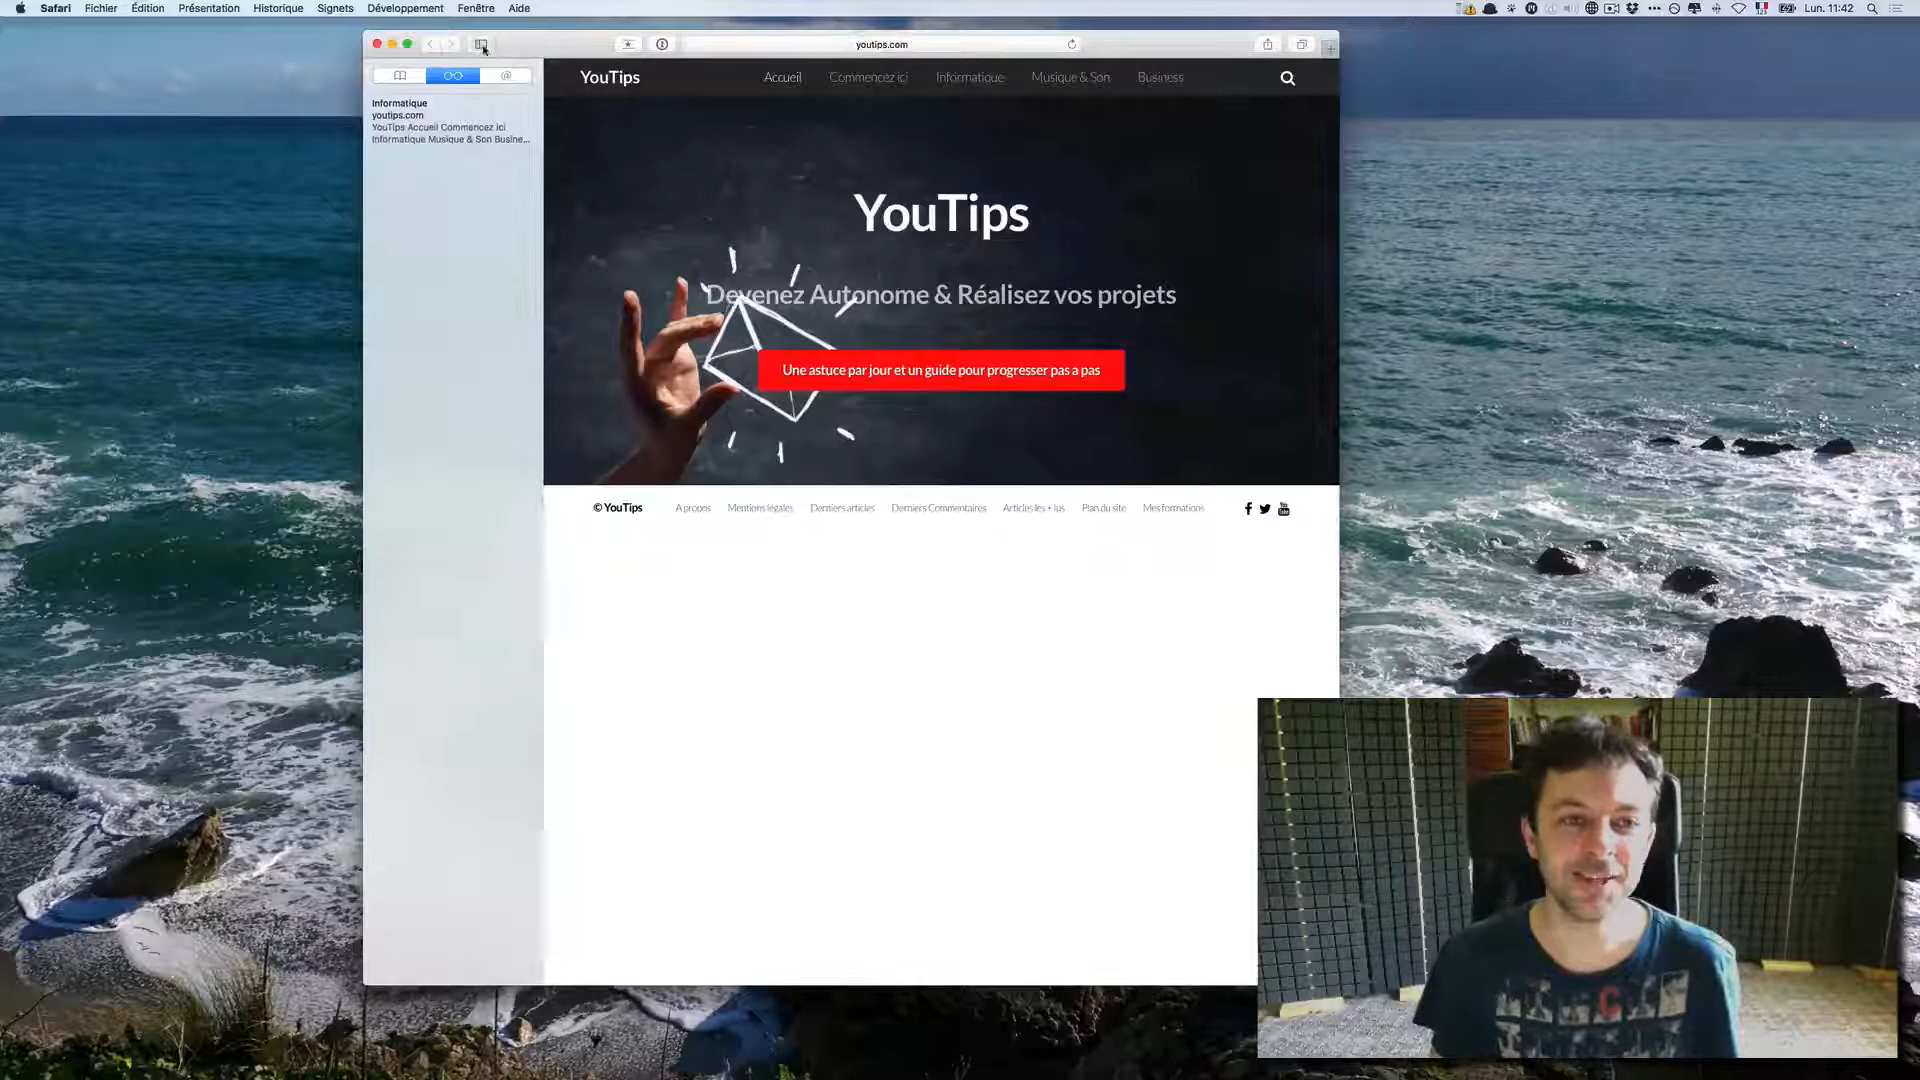 Safari Fichier Édition Présentation Historique Signets Développement Fenêtre Aide Lun. 11:42
youtips.com
@
Informatique
youtips.com
YouTips Accueil Commencez ici
Informatique Musique & Son Busine...
YouTips Accueil Commencez ici Informatique Musique & Son Business
YouTips
Devenez Autonome & Réalisez vos projets
Une astuce par jour et un guide pour progresser pas a pas
© YouTips A propos Mentions légales Derniers articles Derniers Commentaires Articles les + lus Plan du site Mes formations
C